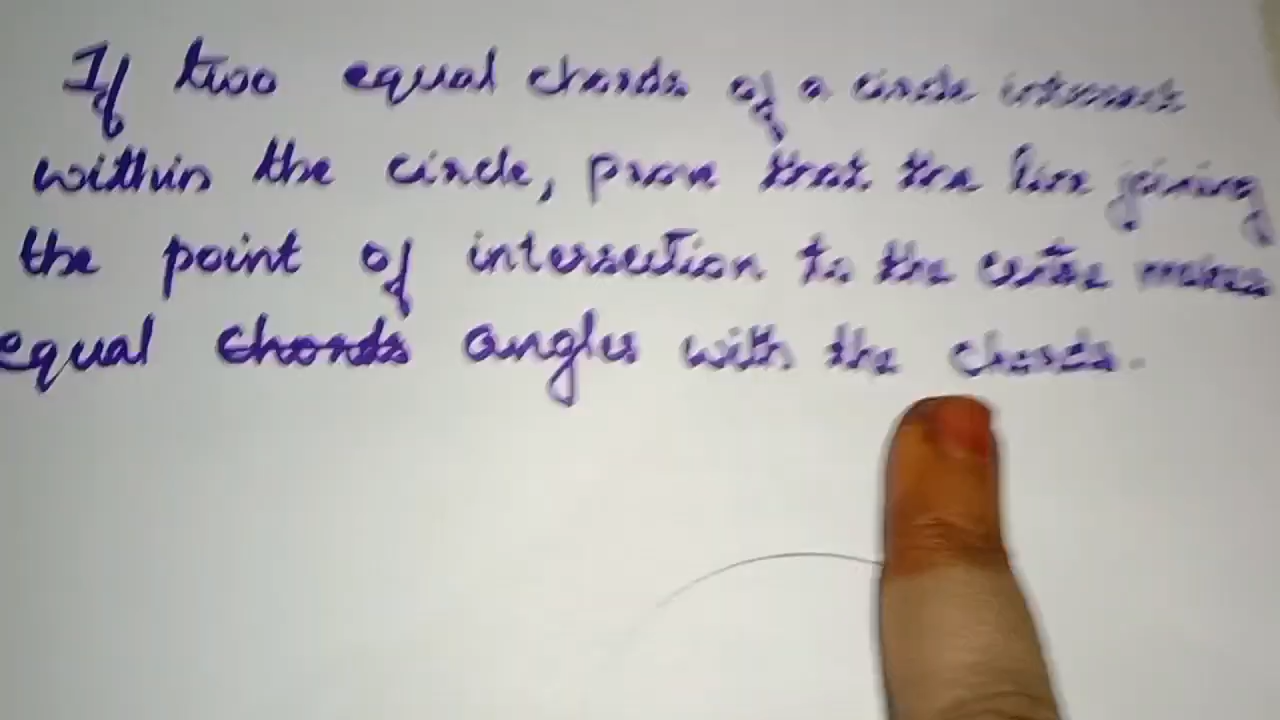 If two equal chords of a circle intersect
within the circle, prove that the line joining
the point of intersection to the centre makes
equal chords angles with the chords.